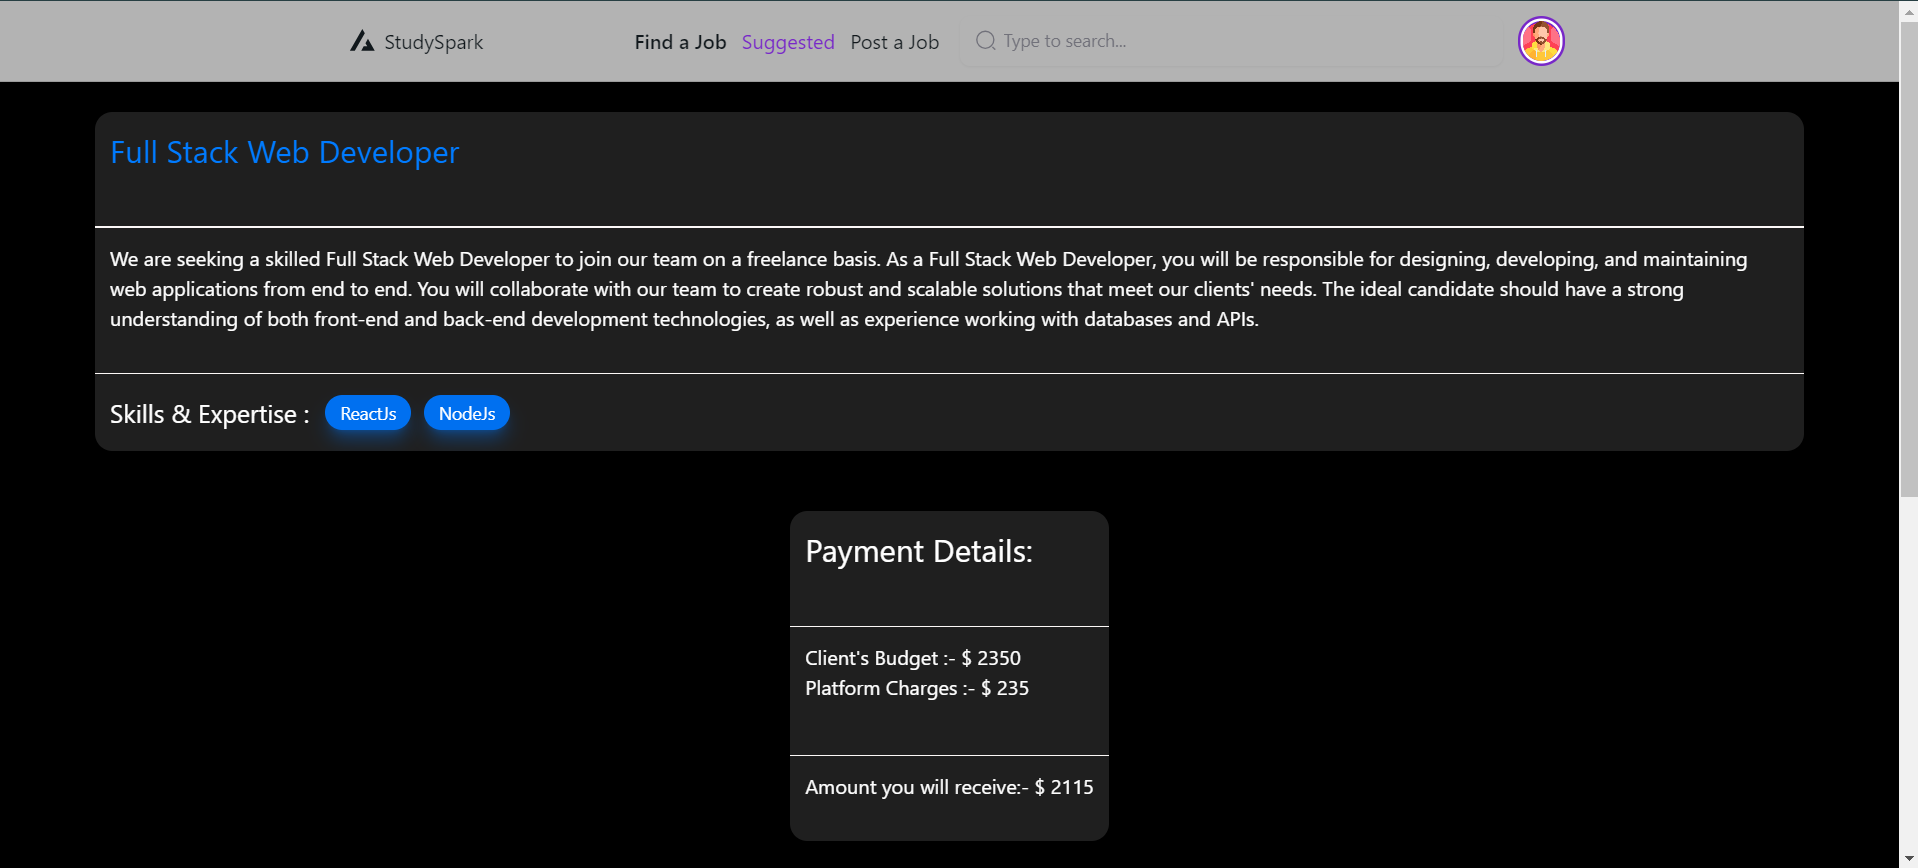 StudySpark
Find a Job Suggested Post a Job
Type to search...
Full Stack Web Developer
We are seeking a skilled Full Stack Web Developer to join our team on a freelance basis. As a Full Stack Web Developer, you will be responsible for designing, developing, and maintaining
web applications from end to end. You will collaborate with our team to create robust and scalable solutions that meet our clients' needs. The ideal candidate should have a strong
understanding of both front-end and back-end development technologies, as well as experience working with databases and APIs.
Skills & Expertise : ReactJs NodeJs
Payment Details:
Client's Budget :- $ 2350
Platform Charges :- $ 235
Amount you will receive:- $ 2115